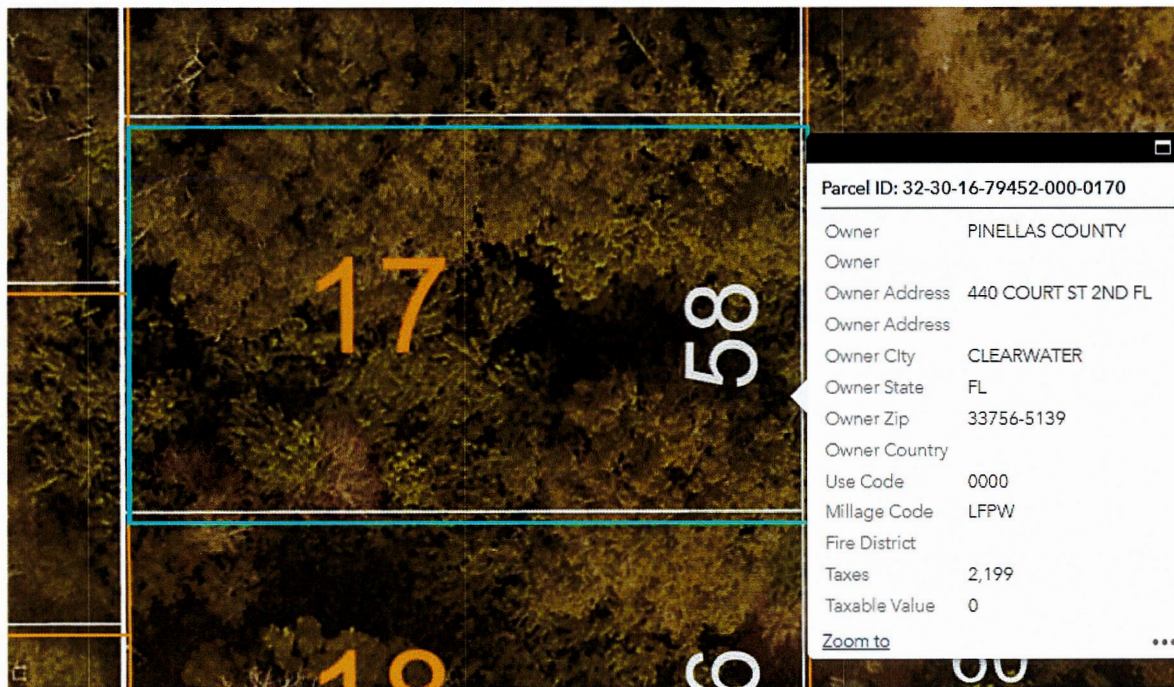 17
58
Parcel ID: 32-30-16-79452-000-0170
Owner PINELLAS COUNTY
Owner
Owner Address 440 COURT ST 2ND FL
Owner Address
Owner CIty CLEARWATER
Owner State FL
Owner Zip 33756-5139
Owner Country
Use Code 0000
Millage Code LFPW
Fire District
Taxes 2,199
Taxable Value 0
Zoom to